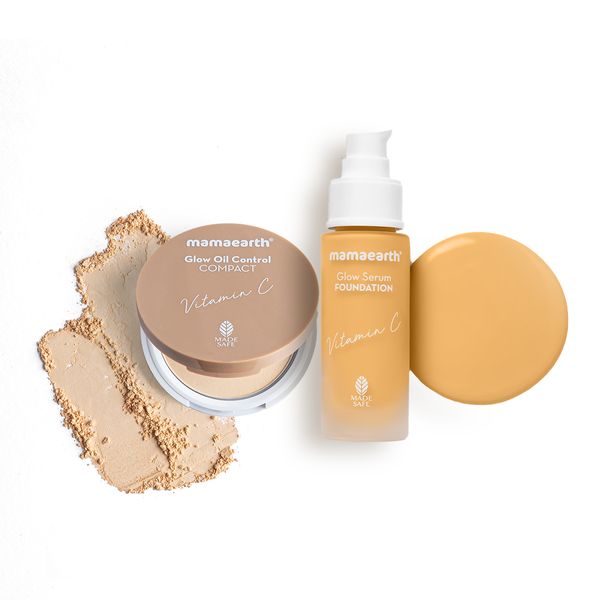 mamaearth®
Glow Oil Control
COMPACT
Vitamin C
MADE
SAFE
mamaearth®
Glow Serum
FOUNDATION
Vitamin C
MADE
SAFE